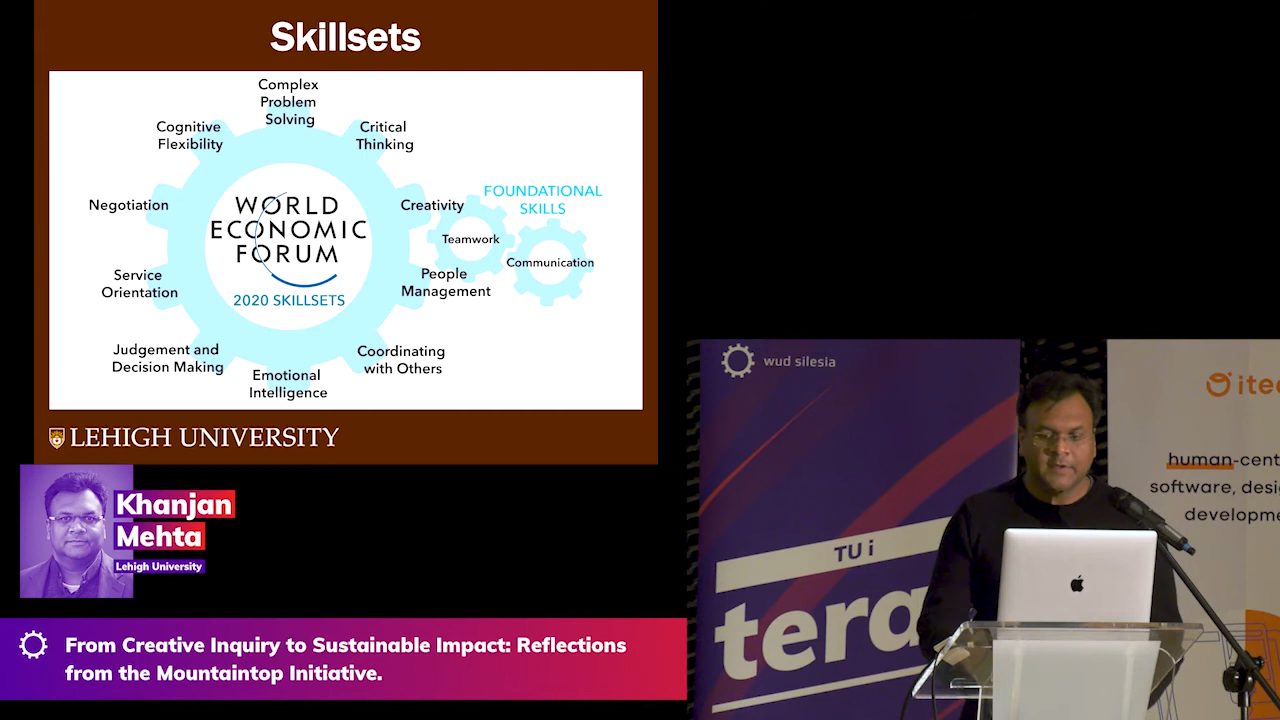 Skillsets
Complex
Problem
Solving
Cognitive
Flexibility
Critical
Thinking
Negotiation
Creativity
FOUNDATIONAL
SKILLS
WORLD
ECONOMIC
FORUM
2020 SKILLSETS
Teamwork
Communication
Service
Orientation
People
Management
Judgement and
Decision Making
Coordinating
with Others
Emotional
Intelligence
LEHIGH UNIVERSITY
Khanjan
Mehta
Lehigh University
From Creative Inquiry to Sustainable Impact: Reflections
from the Mountaintop Initiative.
wud silesia
TU i
tera
human-cent
software, desi
developme